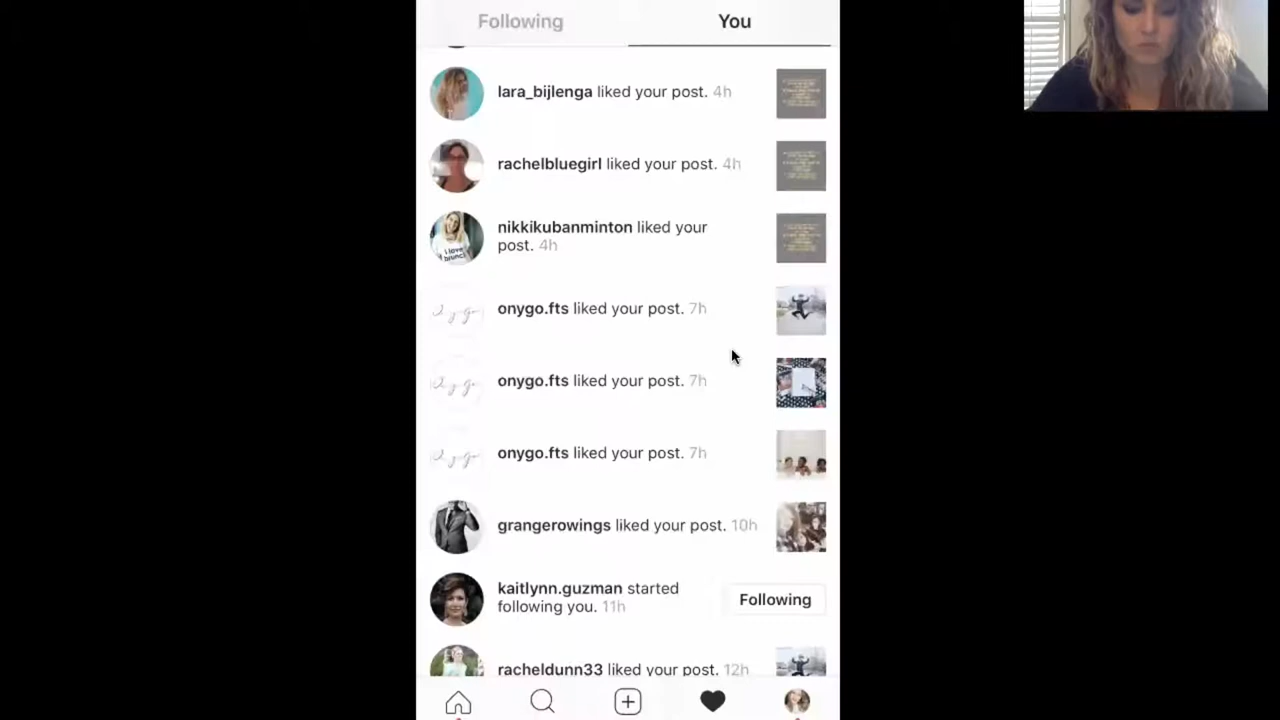 Following
You
lara_bijlenga liked your post. 4h
rachelbluegirl liked your post. 4h
nikkikubanminton liked your
post. 4h
i love
brunch
onygo.fts liked your post. 7h
onygo.fts liked your post. 7h
onygo.fts liked your post. 7h
grangerowings liked your post. 10h
kaitlynn.guzman started
following you. 11h
Following
racheldunn33 liked your post. 12h